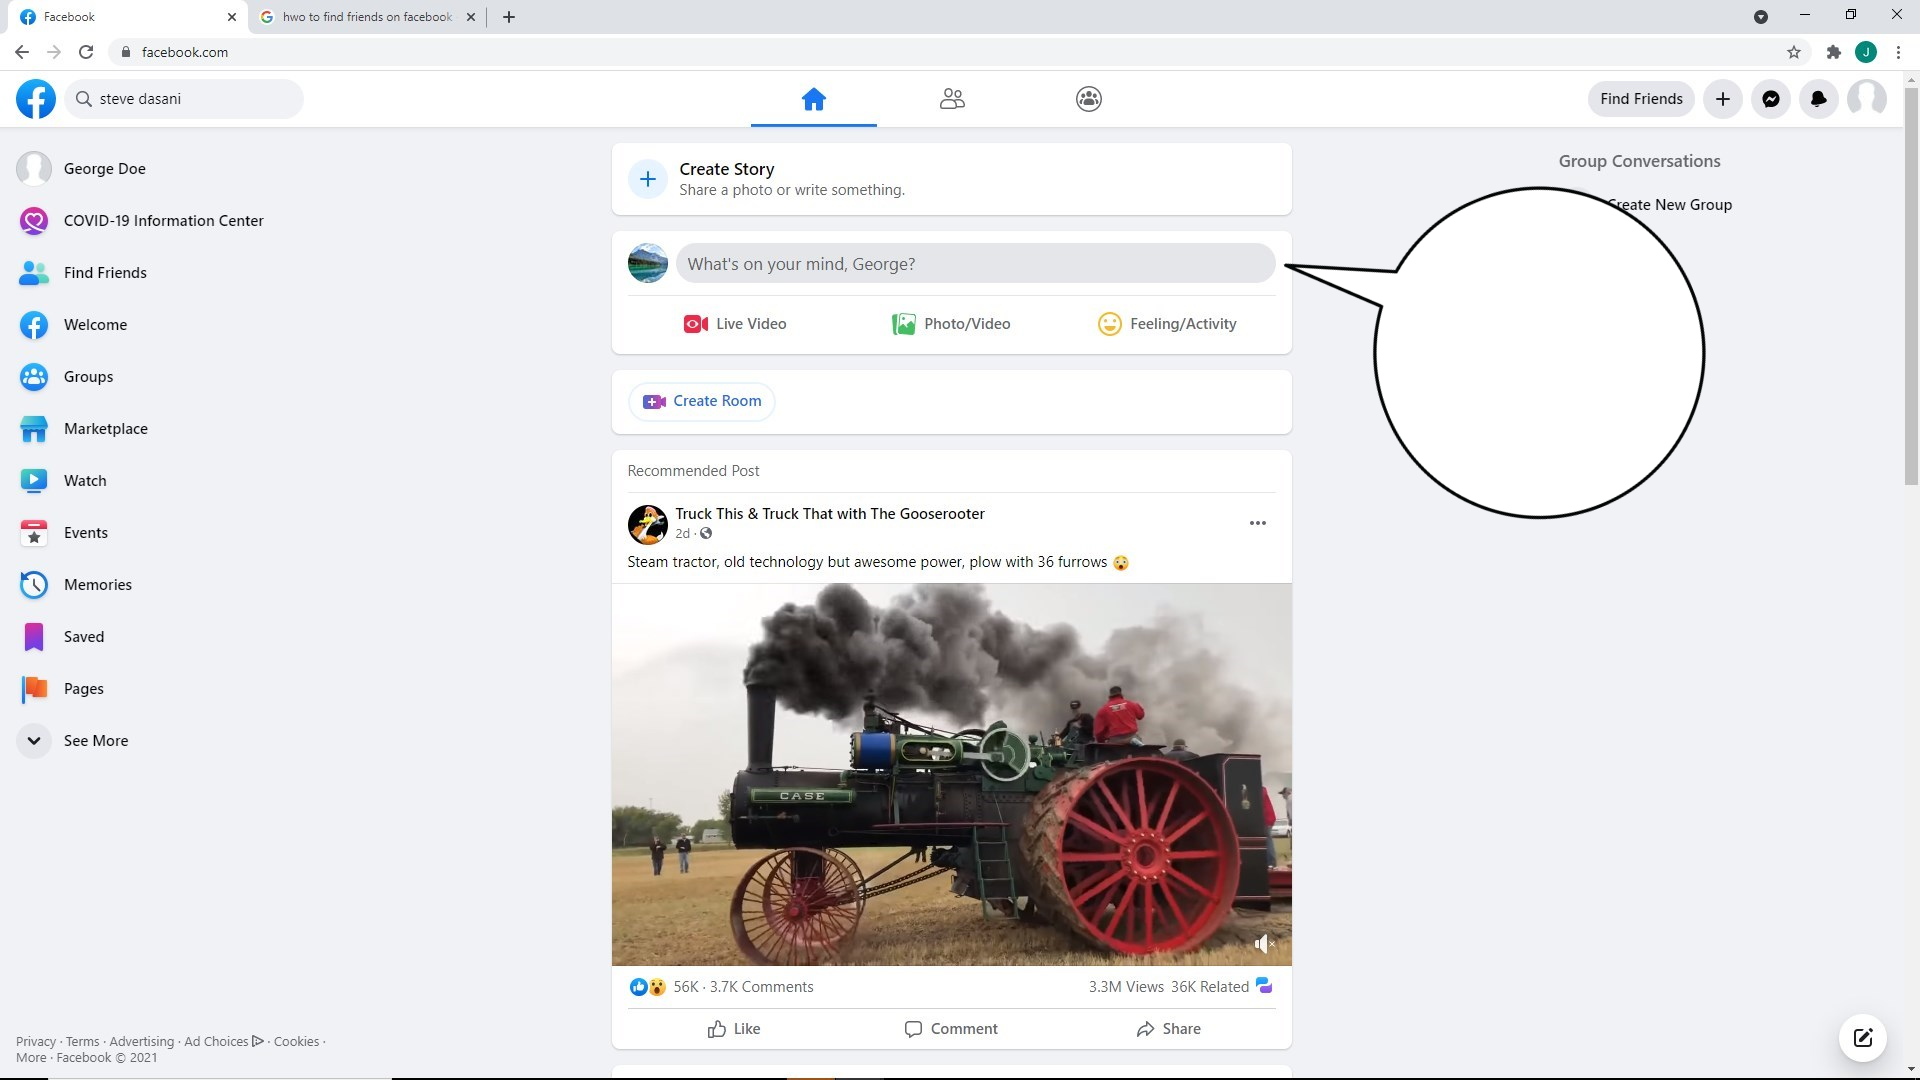 Facebook
hwo to find friends on facebook
facebook.com
J
steve dasani
Find Friends
George Doe
COVID-19 Information Center
Find Friends
Welcome
Groups
Marketplace
Watch
Events
Memories
Saved
Pages
See More
Privacy · Terms · Advertising · Ad Choices · Cookies ·
More · Facebook © 2021
Create Story
Share a photo or write something.
What's on your mind, George?
Live Video
Photo/Video
Feeling/Activity
Create Room
Recommended Post
Truck This & Truck That with The Gooserooter
2d ·
Steam tractor, old technology but awesome power, plow with 36 furrows 😲
CASE
56K · 3.7K Comments
3.3M Views 36K Related
Like
Comment
Share
Group Conversations
Create New Group